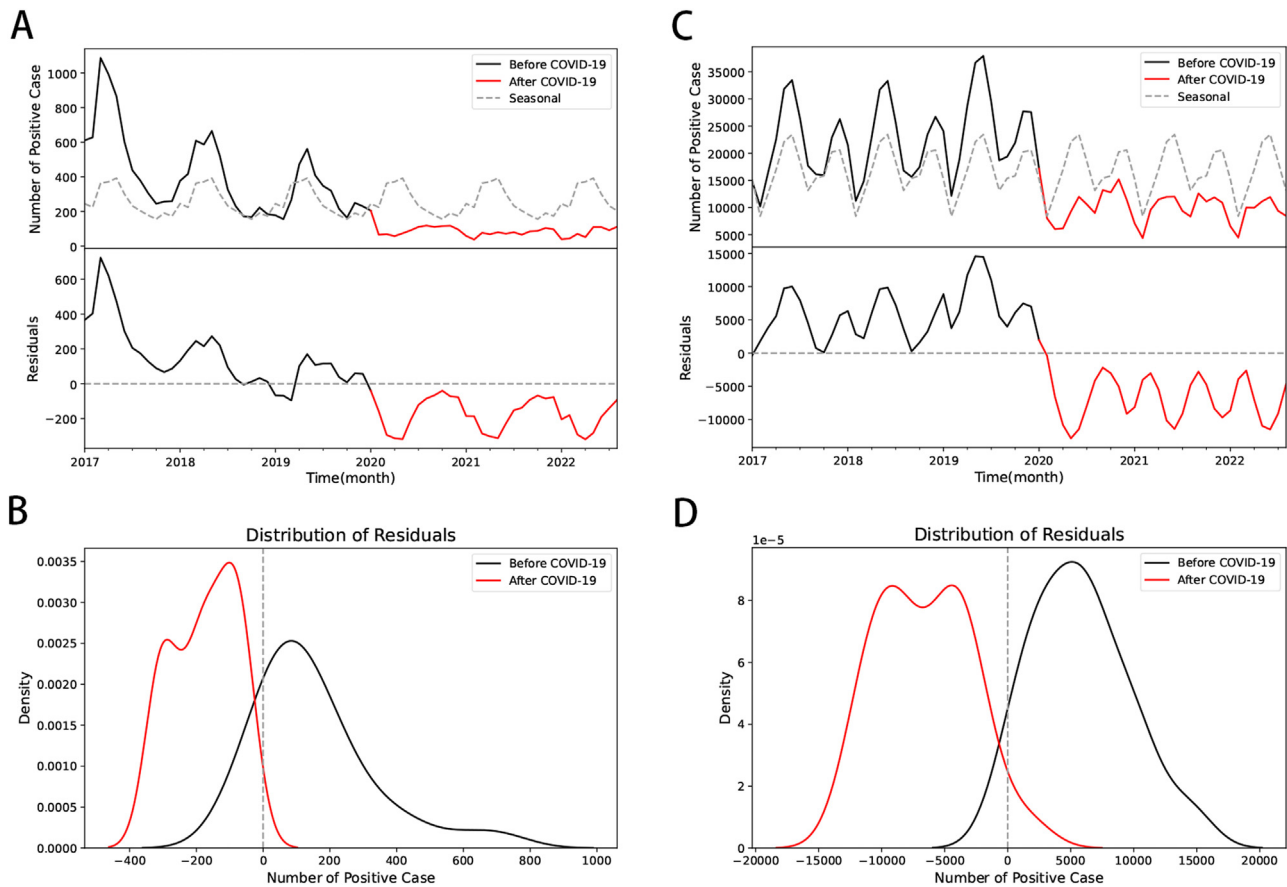 A
Number of Positive Case
1000
800
600
400
200
0
Before COVID-19
After COVID-19
Seasonal
Residuals
600
400
200
0
−200
2017
2018
2019
2020
2021
2022
Time(month)
C
Number of Positive Case
35000
30000
25000
20000
15000
10000
5000
Before COVID-19
After COVID-19
Seasonal
Residuals
15000
10000
5000
0
−5000
−10000
2017
2018
2019
2020
2021
2022
Time(month)
B
Distribution of Residuals
Density
0.0035
0.0030
0.0025
0.0020
0.0015
0.0010
0.0005
0.0000
Before COVID-19
After COVID-19
−400
−200
0
200
400
600
800
1000
Number of Positive Case
D
Distribution of Residuals
1e−5
Density
8
6
4
2
0
Before COVID-19
After COVID-19
−20000
−15000
−10000
−5000
0
5000
10000
15000
20000
Number of Positive Case